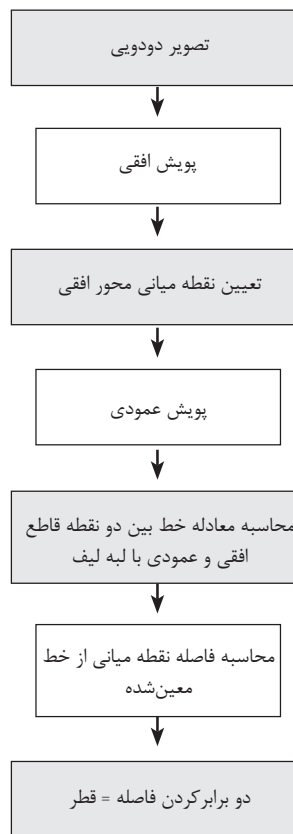 تصویر دودویی
پویش افقی
تعیین نقطه میانی محور افقی
پویش عمودی
محاسبه معادله خط بین دو نقطه قاطع
افقی و عمودی با لبه لیف
محاسبه فاصله نقطه میانی از خط
معین‌شده
دو برابرکردن فاصله = قطر